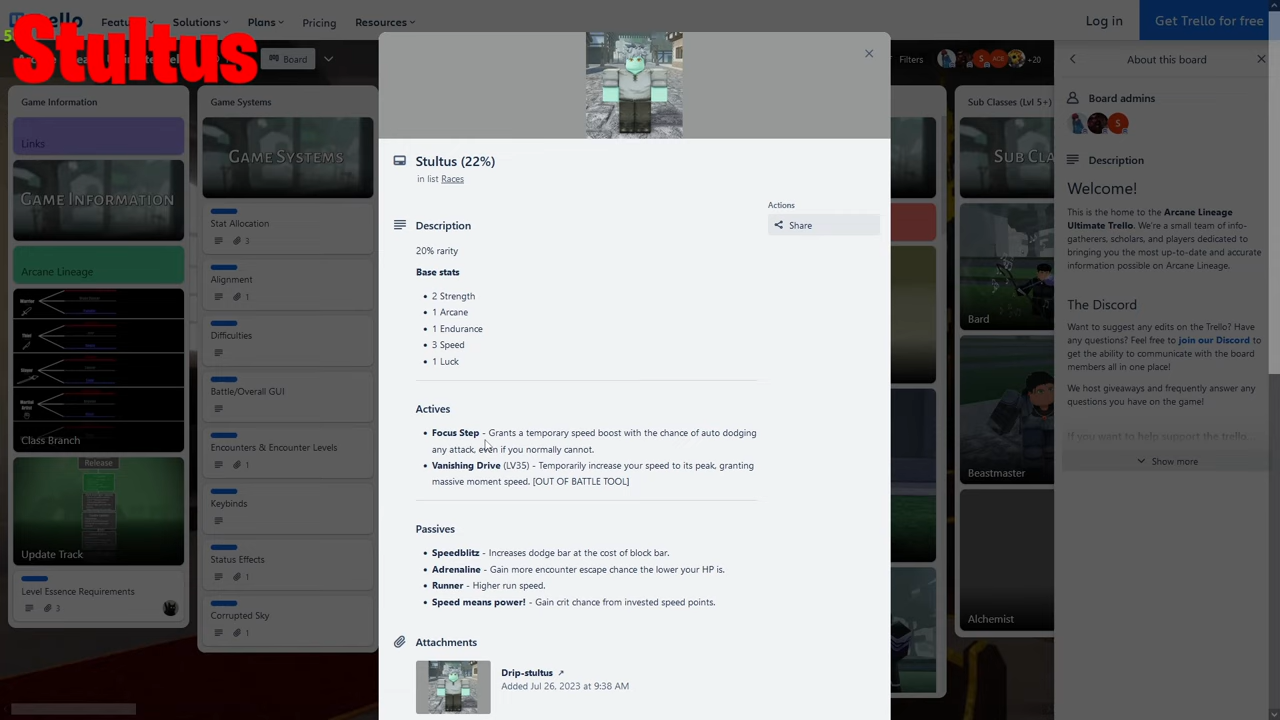 Stultus
Solutions
Plans
Pricing
Resources
Log in
Get Trello for free
Board
Filters
+20
About this board
Game Information
Links
GAME INFORMATION
Arcane Lineage
Class Branch
Release
Update Track
Level Essence Requirements
3
Game Systems
GAME SYSTEMS
Stat Allocation
3
Alignment
1
Difficulties
Battle/Overall GUI
Encounters & Encounter Levels
Keybinds
Status Effects
1
Corrupted Sky
1
Stultus (22%)
in list Races
Description
20% rarity
Base stats
• 2 Strength
• 1 Arcane
• 1 Endurance
• 3 Speed
• 1 Luck
Actives
• Focus Step - Grants a temporary speed boost with the chance of auto dodging
any attack, even if you normally cannot.
• Vanishing Drive (LV35) - Temporarily increase your speed to its peak, granting
massive moment speed. [OUT OF BATTLE TOOL]
Passives
• Speedblitz - Increases dodge bar at the cost of block bar.
• Adrenaline - Gain more encounter escape chance the lower your HP is.
• Runner - Higher run speed.
• Speed means power! - Gain crit chance from invested speed points.
Attachments
Drip-stultus ↗
Added Jul 26, 2023 at 9:38 AM
Actions
Share
Sub Classes (Lvl 5+)
SUB CLA
Bard
Beastmaster
Alchemist
Board admins
Description
Welcome!
This is the home to the Arcane Lineage
Ultimate Trello. We're a small team of info-
gatherers, scholars, and players dedicated to
bringing you the most up-to-date and accurate
information possible on Arcane Lineage.
The Discord
Want to suggest any edits on the Trello? Have
any questions? Feel free to join our Discord to
get the ability to communicate with the board
members all in one place!
We host giveaways and frequently answer any
questions you may have on the game!
If you want to help support the trello...
Show more